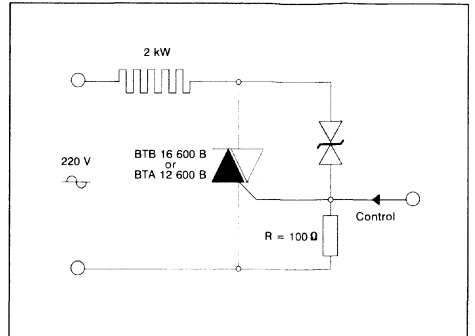 2 kW
220 V
BTB 16 600 B
or
BTA 12 600 B
Control
R = 100 Ω